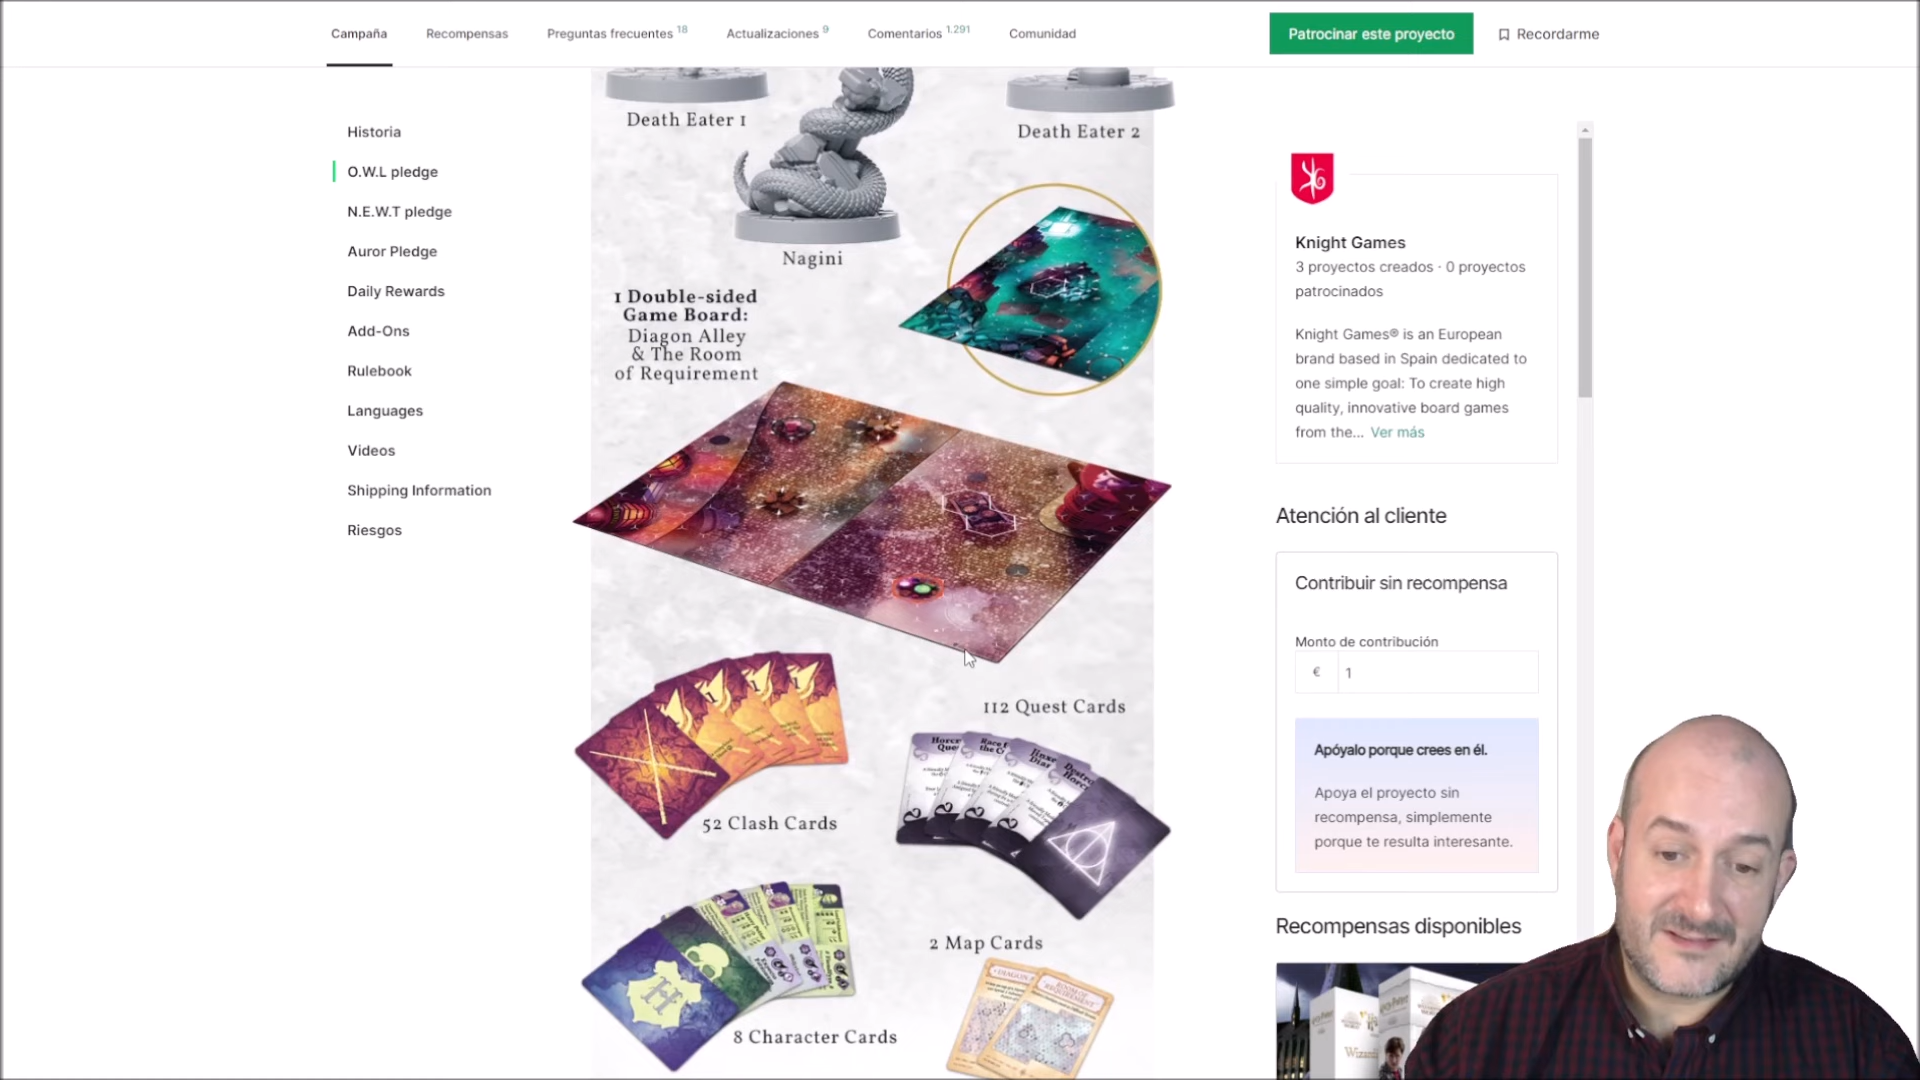 Campaña
Recompensas
Preguntas frecuentes 18
Actualizaciones 9
Comentarios 1.291
Comunidad
Patrocinar este proyecto
Recordarme
Historia
O.W.L pledge
N.E.W.T pledge
Auror Pledge
Daily Rewards
Add-Ons
Rulebook
Languages
Videos
Shipping Information
Riesgos
Death Eater 1
Death Eater 2
Nagini
1 Double-sided
Game Board:
Diagon Alley
& The Room
of Requirement
112 Quest Cards
52 Clash Cards
2 Map Cards
8 Character Cards
ROOM OF
REQUIREMENT
Knight Games
3 proyectos creados · 0 proyectos
patrocinados
Knight Games® is an European
brand based in Spain dedicated to
one simple goal: To create high
quality, innovative board games
from the... Ver más
Atención al cliente
Contribuir sin recompensa
Monto de contribución
€ 1
Apóyalo porque crees en él.
Apoya el proyecto sin
recompensa, simplemente
porque te resulta interesante.
Recompensas disponibles